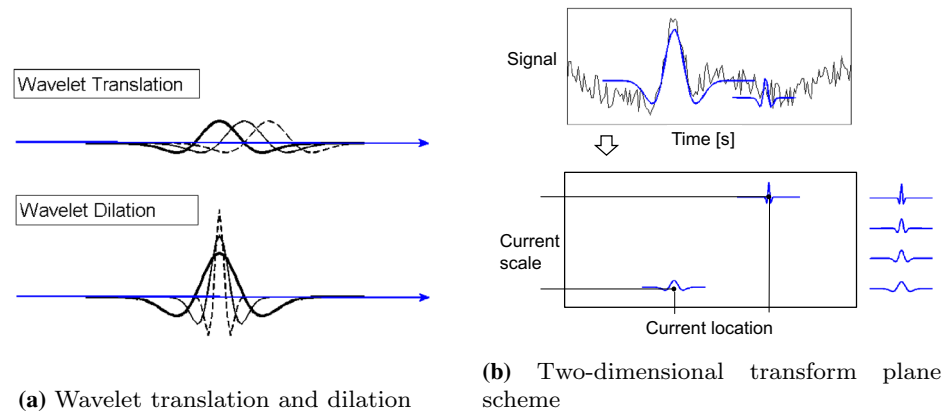 Wavelet Translation
Wavelet Dilation
(a) Wavelet translation and dilation
Signal
Time [s]
Current
scale
Current location
(b) Two-dimensional transform plane
scheme